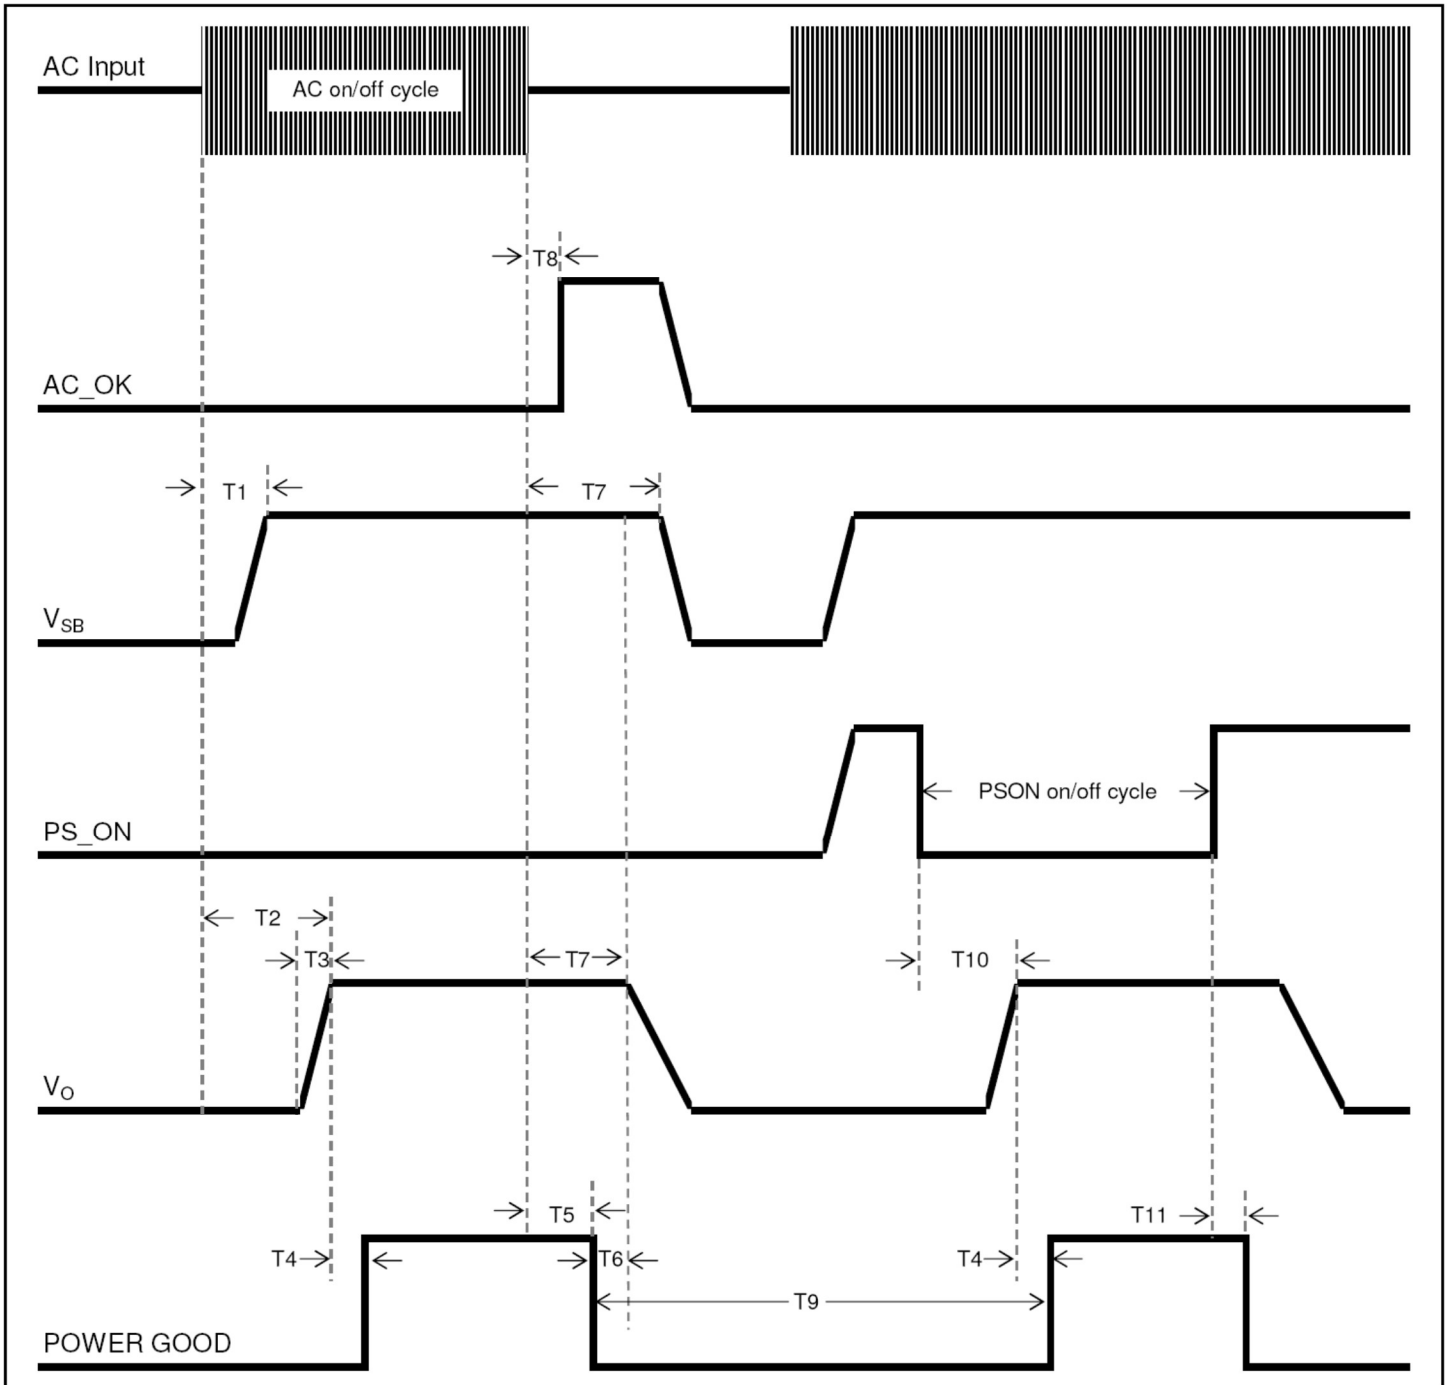 AC Input
AC on/off cycle
T8
AC_OK
T1
T7
VSB
PSON on/off cycle
PS_ON
T2
T3
T7
T10
VO
T5
T11
T4
T6
T4
T9
POWER GOOD